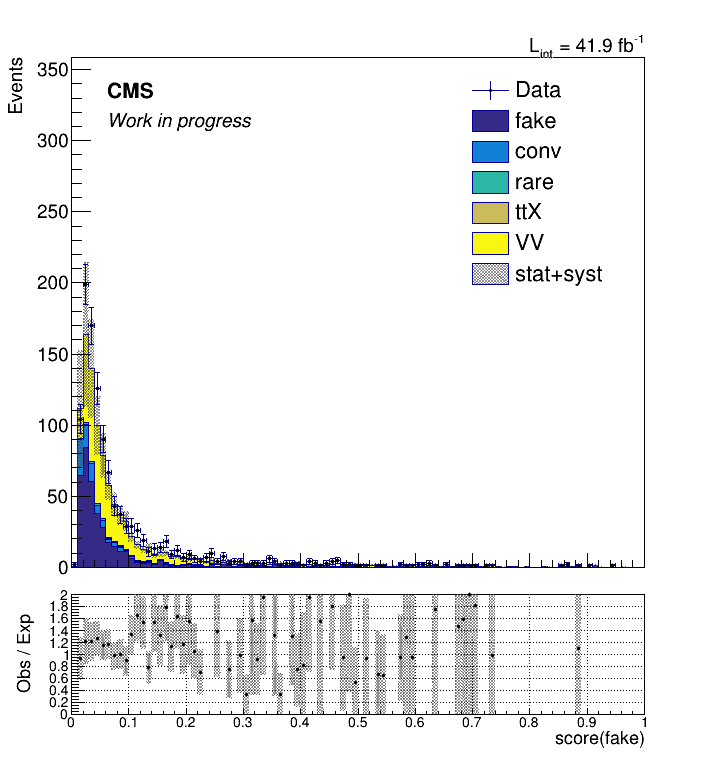 L_int = 41.9 fb^-1
Events
350
300
250
200
150
100
50
0
CMS
Work in progress
Data
fake
conv
rare
ttX
VV
stat+syst
Obs / Exp
2
1.8
1.6
1.4
1.2
1
0.8
0.6
0.4
0.2
0
0 0.1 0.2 0.3 0.4 0.5 0.6 0.7 0.8 0.9 1
score(fake)